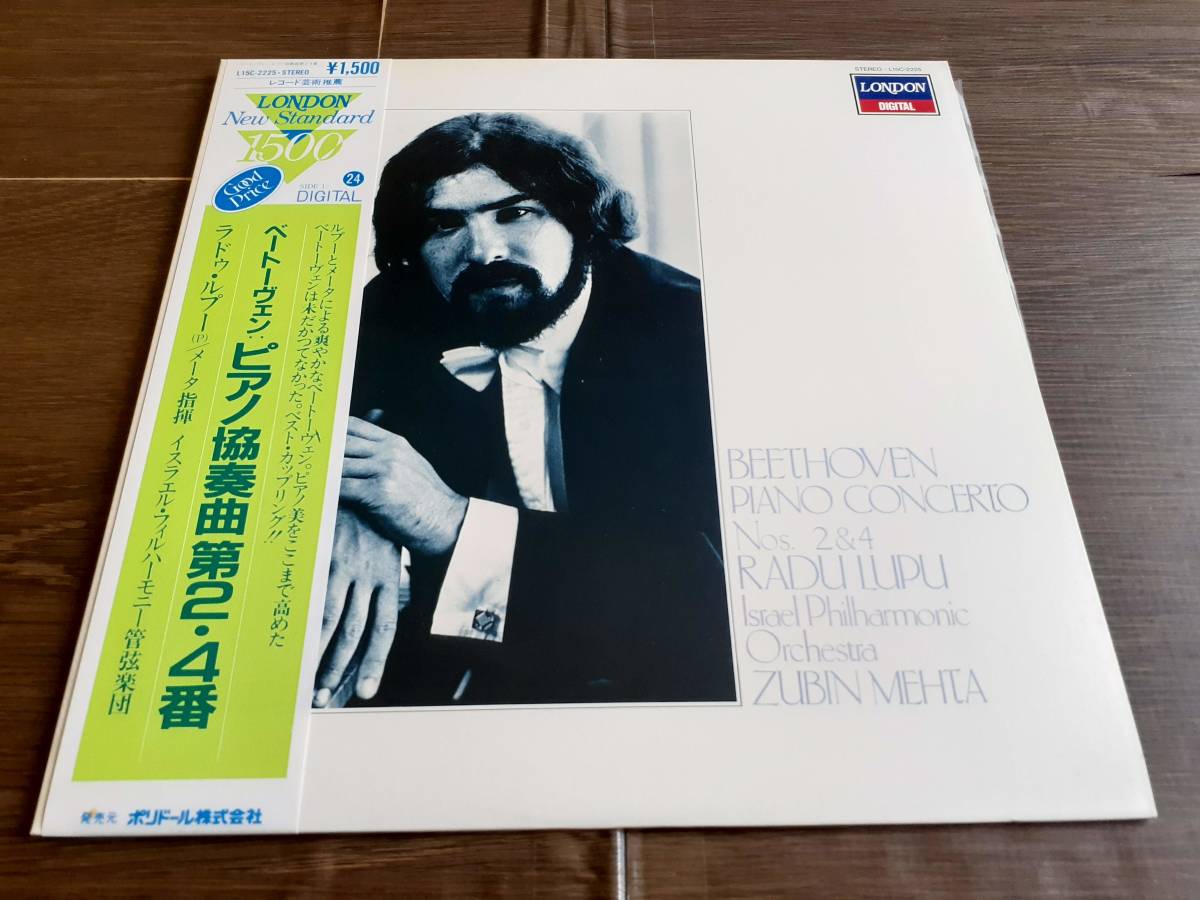 L15C-2225・STEREO ¥1,500
レコード芸術推薦
LONDON
New Standard
1500
Good
Price
SIDE 1
DIGITAL
24
ルプーとメータによる爽やかなベートーヴェン。ピアノ美をここまで高めた
ベートーヴェンは未だかつてなかった。ベスト・カップリング!!
ベートーヴェン:ピアノ協奏曲 第2・4番
ラドゥ・ルプー(P)/メータ指揮 イスラエル・フィルハーモニー管弦楽団
発売元 ポリドール株式会社
STEREO・L15C-2225
LONDON
DIGITAL
BEETHOVEN
PIANO CONCERTO
Nos. 2&4
RADU LUPU
Israel Philharmonic
Orchestra
ZUBIN MEHTA